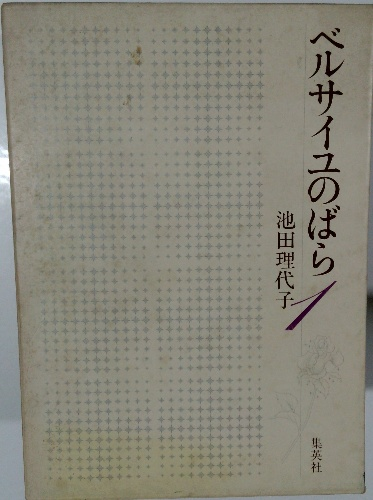 ベルサイユのばら
1
池田理代子
集英社